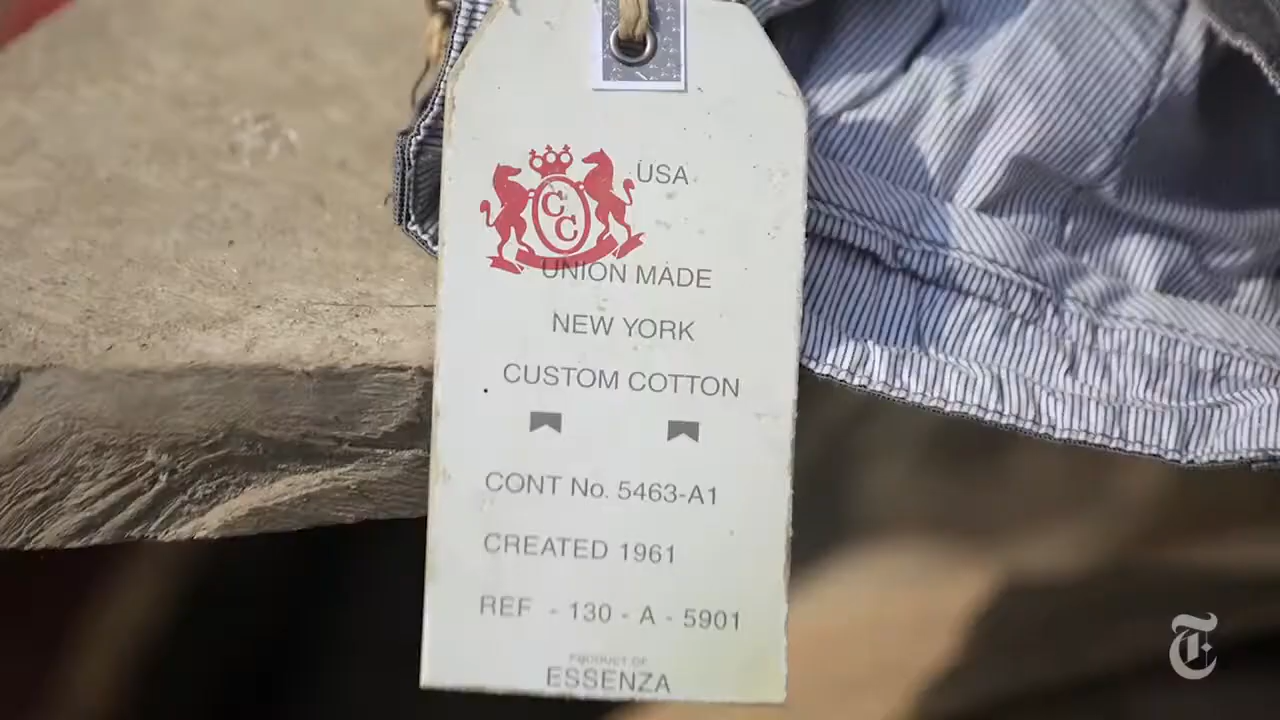 USA
CC
UNION MADE
NEW YORK
CUSTOM COTTON
CONT No. 5463-A1
CREATED 1961
REF - 130 - A - 5901
PRODUCT OF
ESSENZA
T